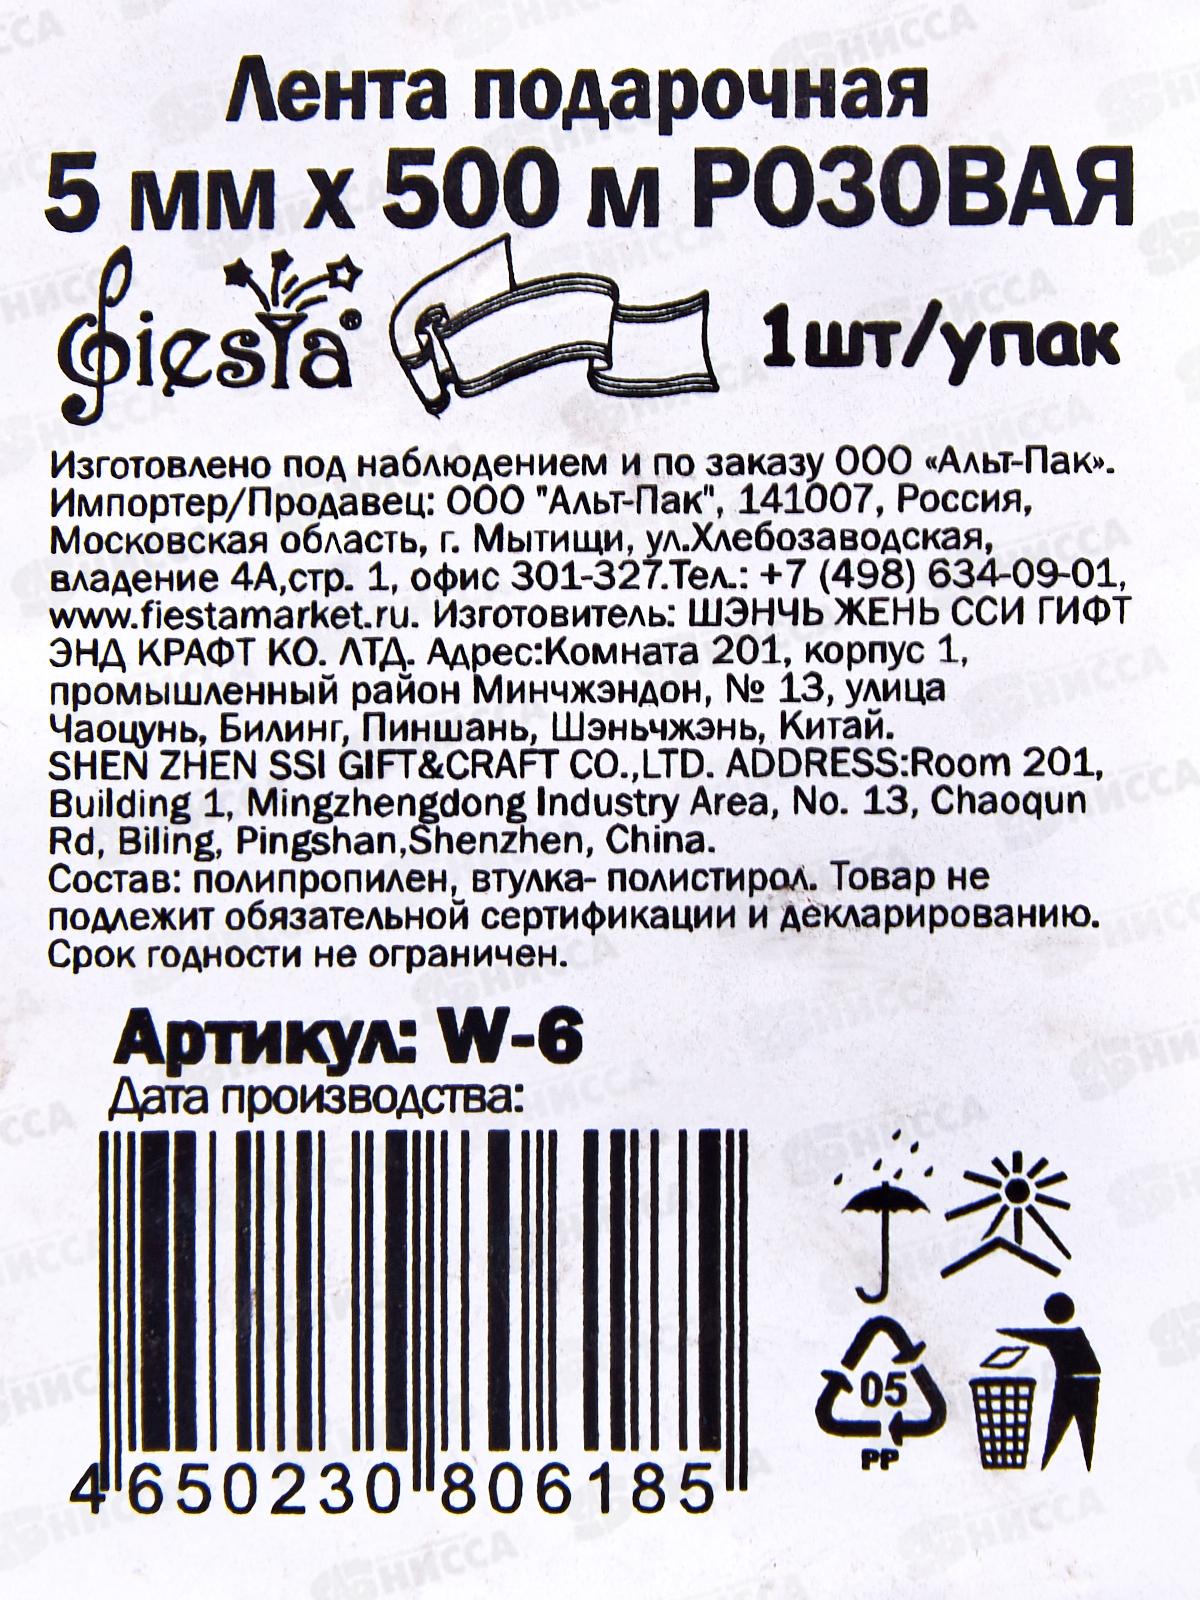 Лента подарочная
5 мм х 500 м РОЗОВАЯ
fiesta®
1шт/упак
Изготовлено под наблюдением и по заказу ООО «Альт-Пак».
Импортер/Продавец: ООО "Альт-Пак", 141007, Россия,
Московская область, г. Мытищи, ул.Хлебозаводская,
владение 4А,стр. 1, офис 301-327.Тел.: +7 (498) 634-09-01,
www.fiestamarket.ru. Изготовитель: ШЭНЧЬ ЖЕНЬ ССИ ГИФТ
ЭНД КРАФТ КО. ЛТД. Адрес:Комната 201, корпус 1,
промышленный район Минчжэндон, № 13, улица
Чаоцунь, Билинг, Пиншань, Шэньчжэнь, Китай.
SHEN ZHEN SSI GIFT&CRAFT CO.,LTD. ADDRESS:Room 201,
Building 1, Mingzhengdong Industry Area, No. 13, Chaoqun
Rd, Biling, Pingshan,Shenzhen, China.
Состав: полипропилен, втулка- полистирол. Товар не
подлежит обязательной сертификации и декларированию.
Срок годности не ограничен.
Артикул: W-6
Дата производства:
4 650230 806185
05
PP